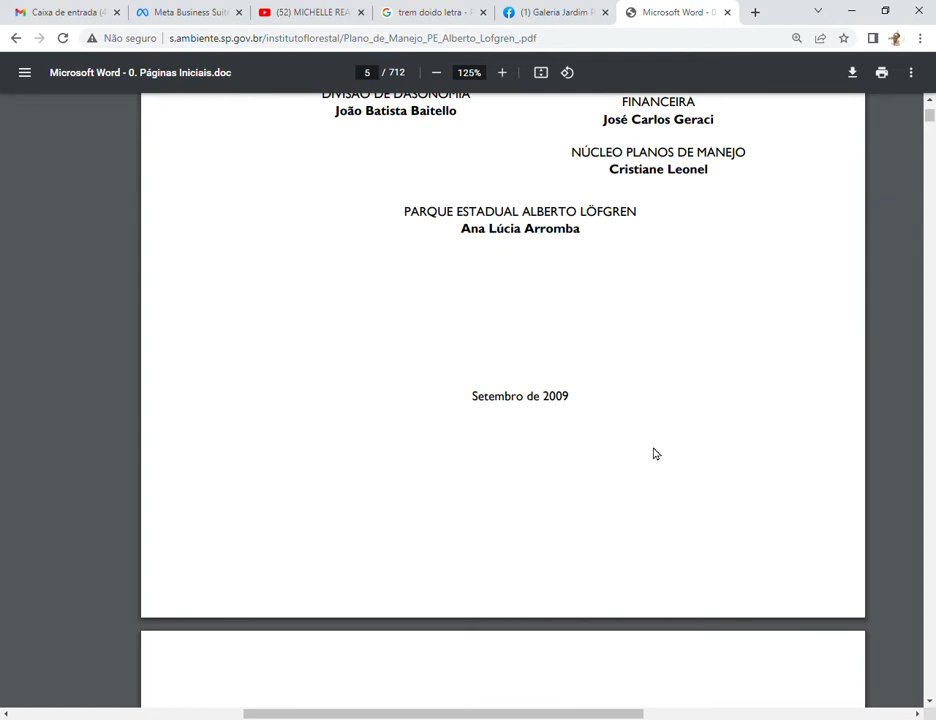 Caixa de entrada (4
Meta Business Suite
(52) MICHELLE REA
trem doido letra - P
(1) Galeria Jardim P
Microsoft Word - 0.
Não seguro
s.ambiente.sp.gov.br/institutoflorestal/Plano_de_Manejo_PE_Alberto_Lofgren_.pdf
Microsoft Word - 0. Páginas Iniciais.doc
5 / 712
125%
DIVISÃO DE DASONOMIA
João Batista Baitello
FINANCEIRA
José Carlos Geraci
NÚCLEO PLANOS DE MANEJO
Cristiane Leonel
PARQUE ESTADUAL ALBERTO LÖFGREN
Ana Lúcia Arromba
Setembro de 2009